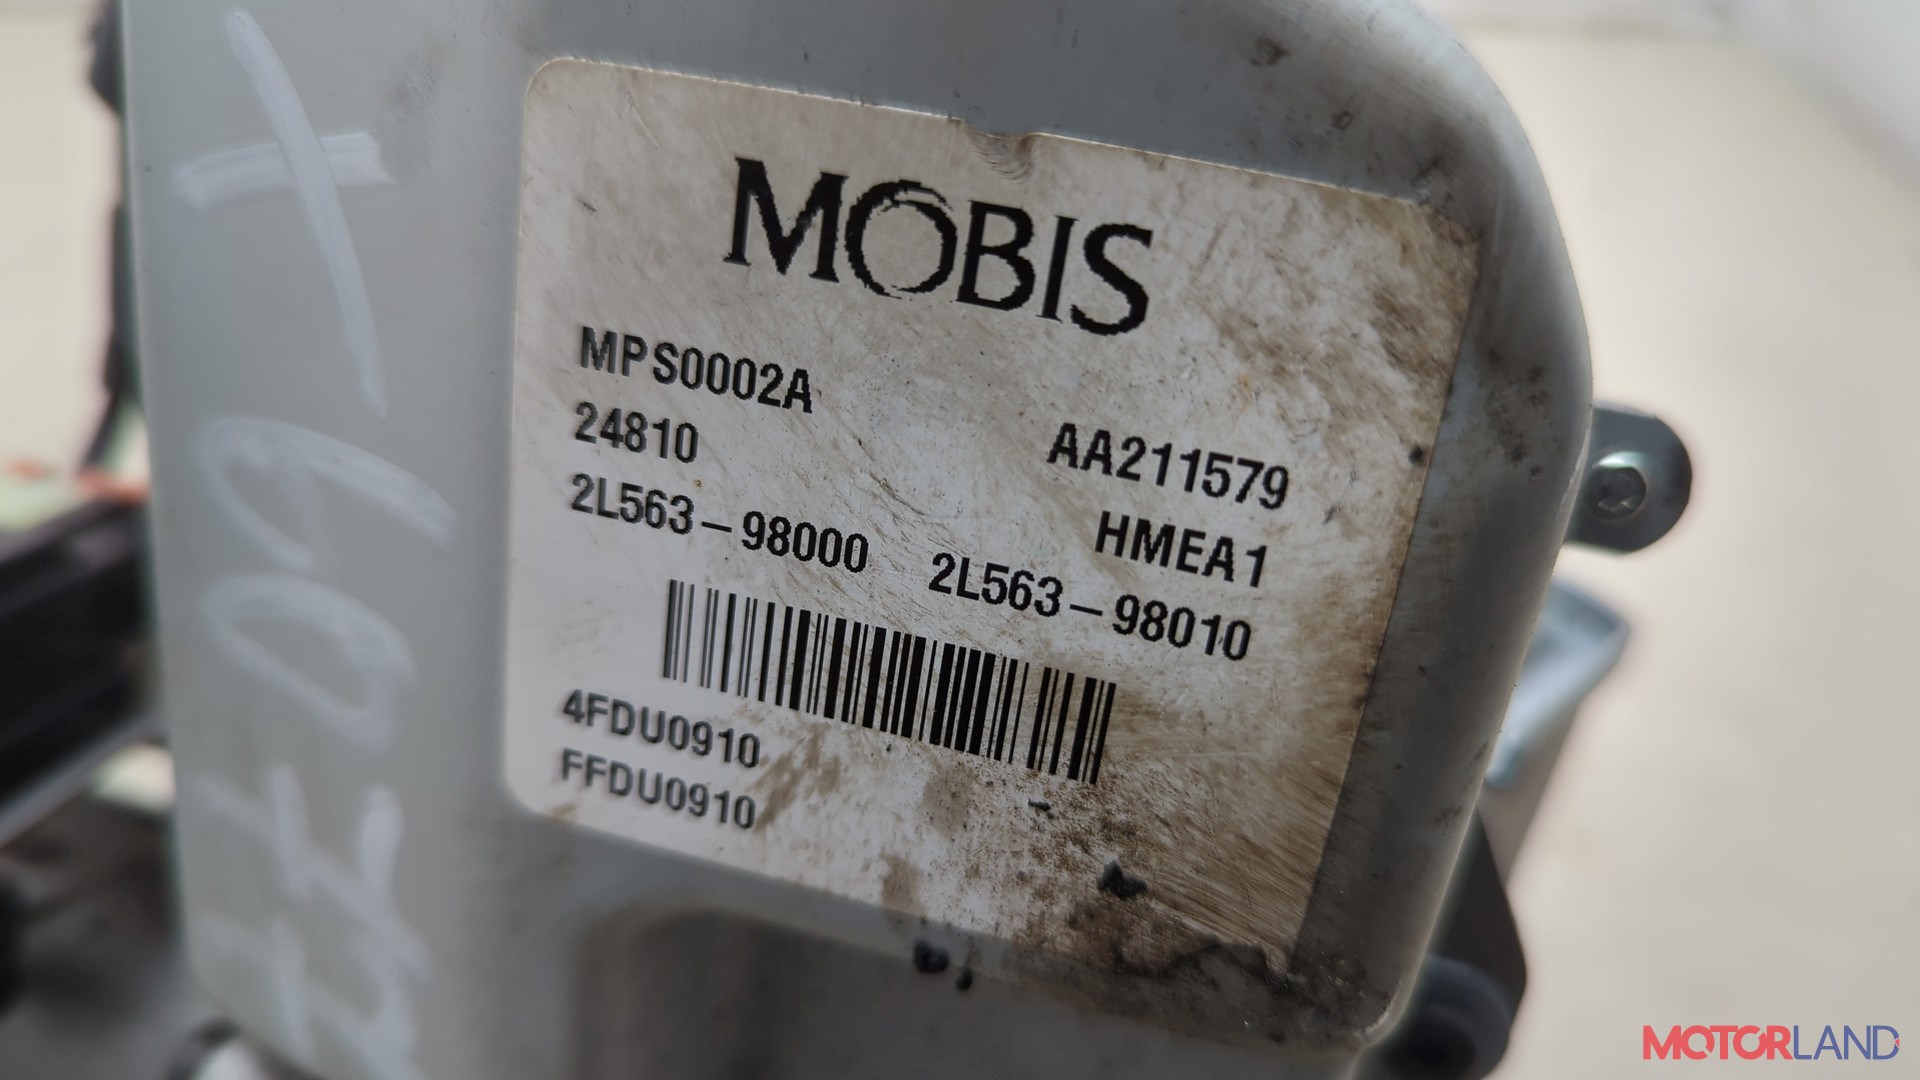 MOBIS
MPS0002A
AA211579
24810
HMEA1
2L563-98000 2L563-98010
4FDU0910
FFDU0910
MOTORLAND